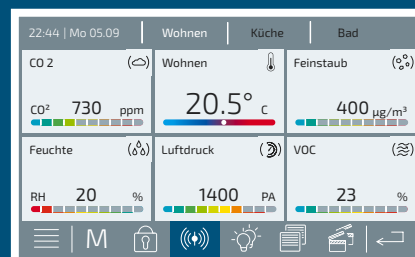 22:44 | Mo 05.09 Wohnen Küche Bad
CO 2 Wohnen Feinstaub
CO² 730 ppm 20.5° C 400 µg/m³
Feuchte Luftdruck VOC
RH 20 % 1400 PA 23 %
M